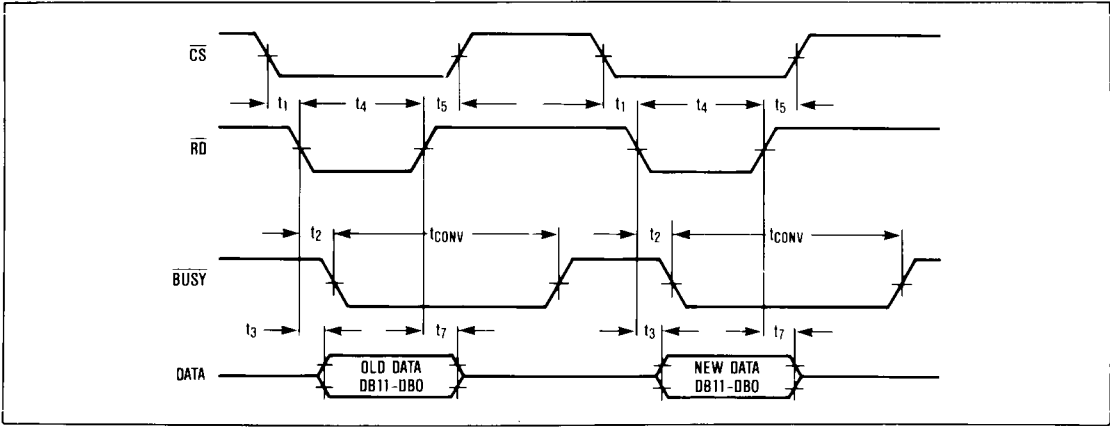 CS
t1 t4 t5 t1 t4 t5
RD
t2 tCONV t2 tCONV
BUSY
t3 t7 t3 t7
DATA
OLD DATA
DB11-DB0
NEW DATA
DB11-DB0